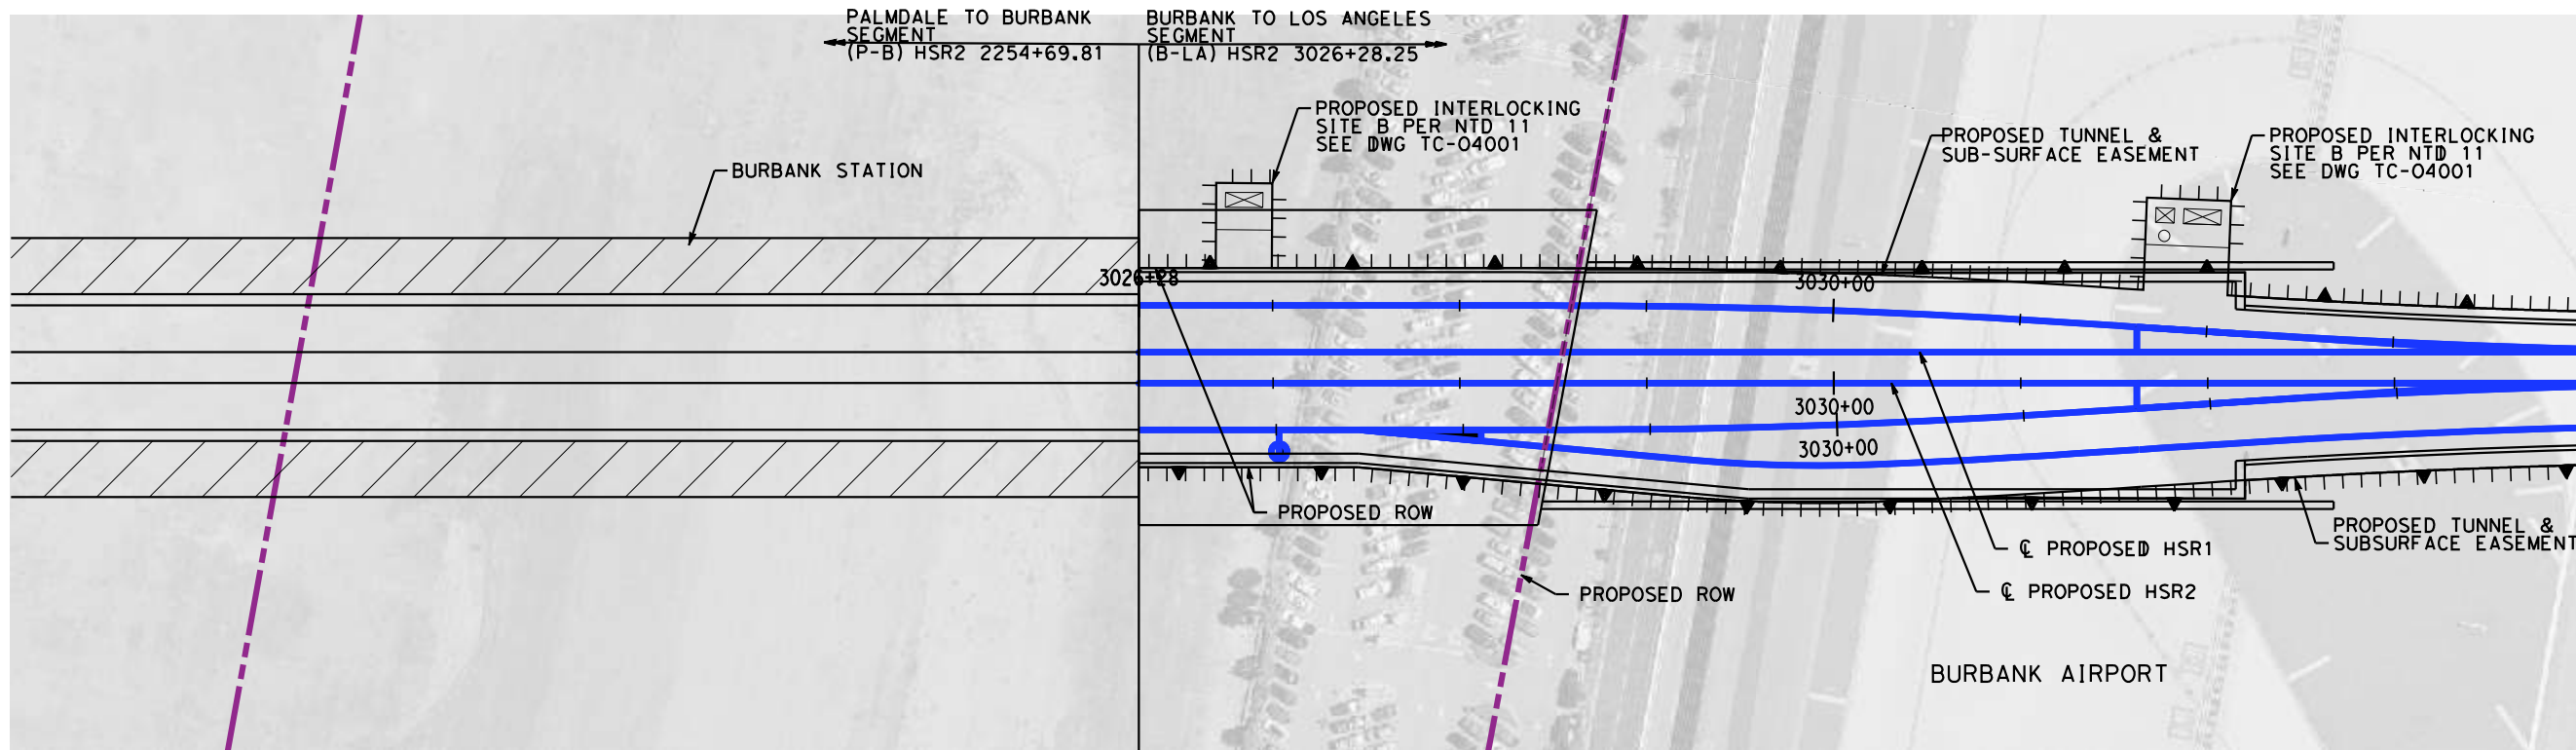 PALMDALE TO BURBANK
SEGMENT
(P-B) HSR2 2254+69.81
BURBANK TO LOS ANGELES
SEGMENT
(B-LA) HSR2 3026+28.25
PROPOSED INTERLOCKING
SITE B PER NTD 11
SEE DWG TC-04001
BURBANK STATION
PROPOSED TUNNEL &
SUB-SURFACE EASEMENT
PROPOSED INTERLOCKING
SITE B PER NTD 11
SEE DWG TC-04001
3026+28
3030+00
3030+00
3030+00
PROPOSED ROW
PROPOSED TUNNEL &
SUBSURFACE EASEMENT
℄ PROPOSED HSR1
℄ PROPOSED HSR2
PROPOSED ROW
BURBANK AIRPORT